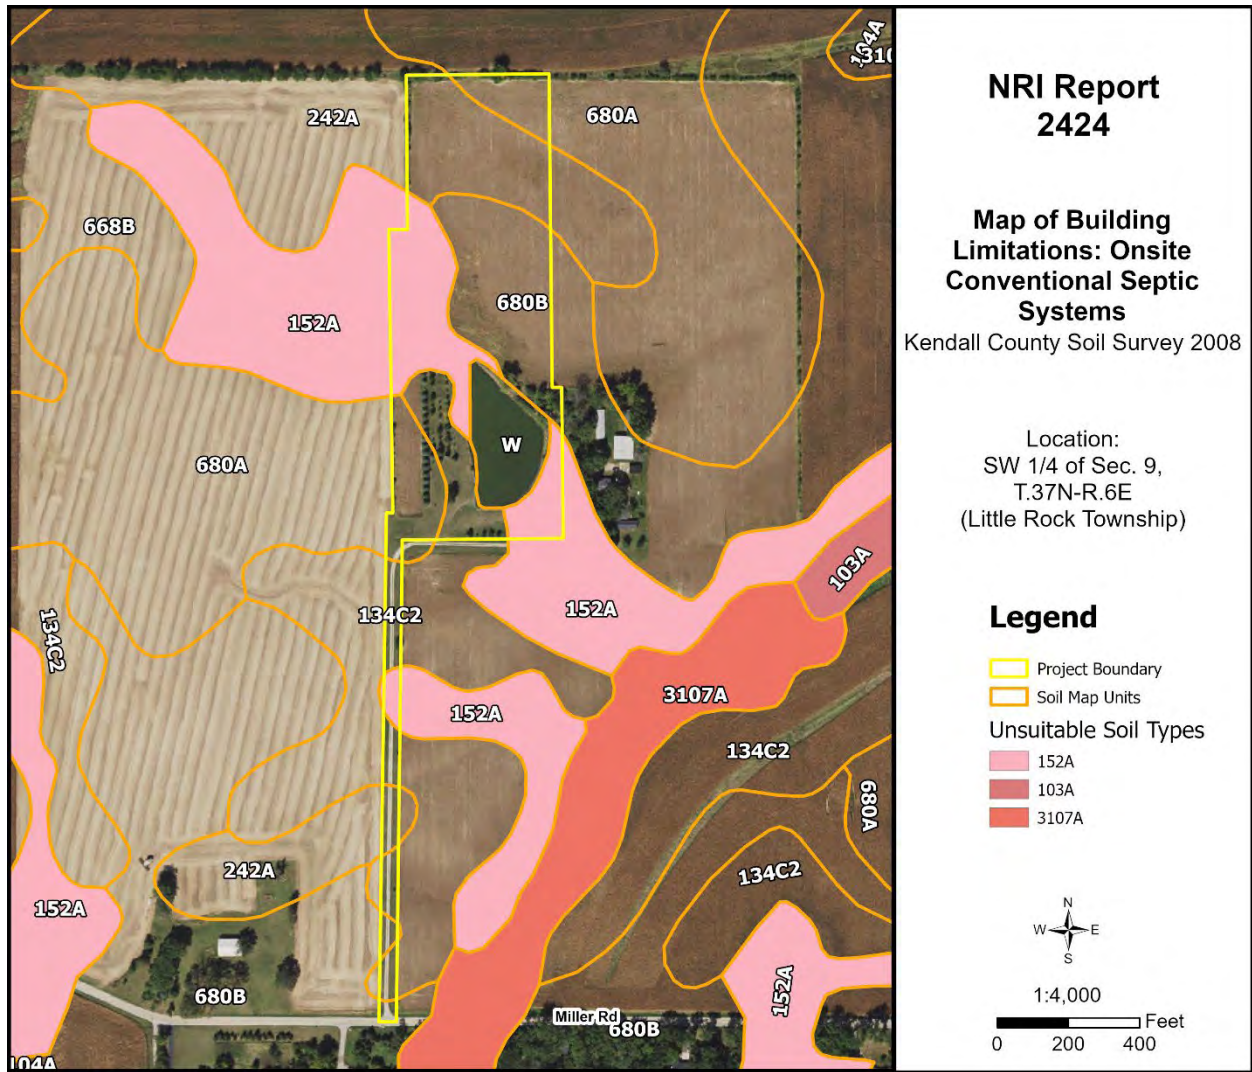 104A
310
242A
680A
668B
680B
152A
W
680A
103A
152A
134C2
134C2
3107A
152A
134C2
680A
242A
134C2
152A
152A
680B
Miller Rd
680B
104A
NRI Report
2424
Map of Building
Limitations: Onsite
Conventional Septic
Systems
Kendall County Soil Survey 2008
Location:
SW 1/4 of Sec. 9,
T.37N-R.6E
(Little Rock Township)
Legend
Project Boundary
Soil Map Units
Unsuitable Soil Types
152A
103A
3107A
N
W E
S
1:4,000
Feet
0 200 400